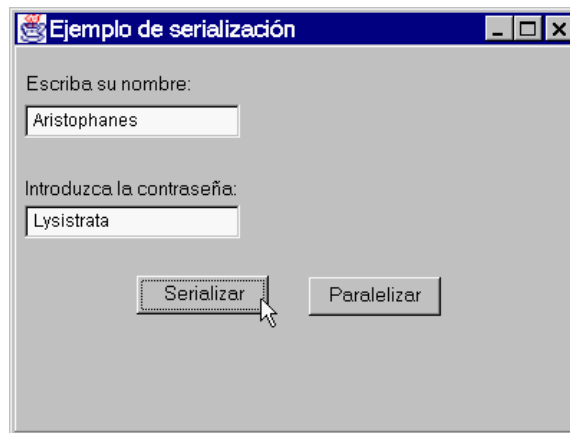 Ejemplo de serialización
Escriba su nombre:
Aristophanes
Introduzca la contraseña:
Lysistrata
Serializar Paralelizar